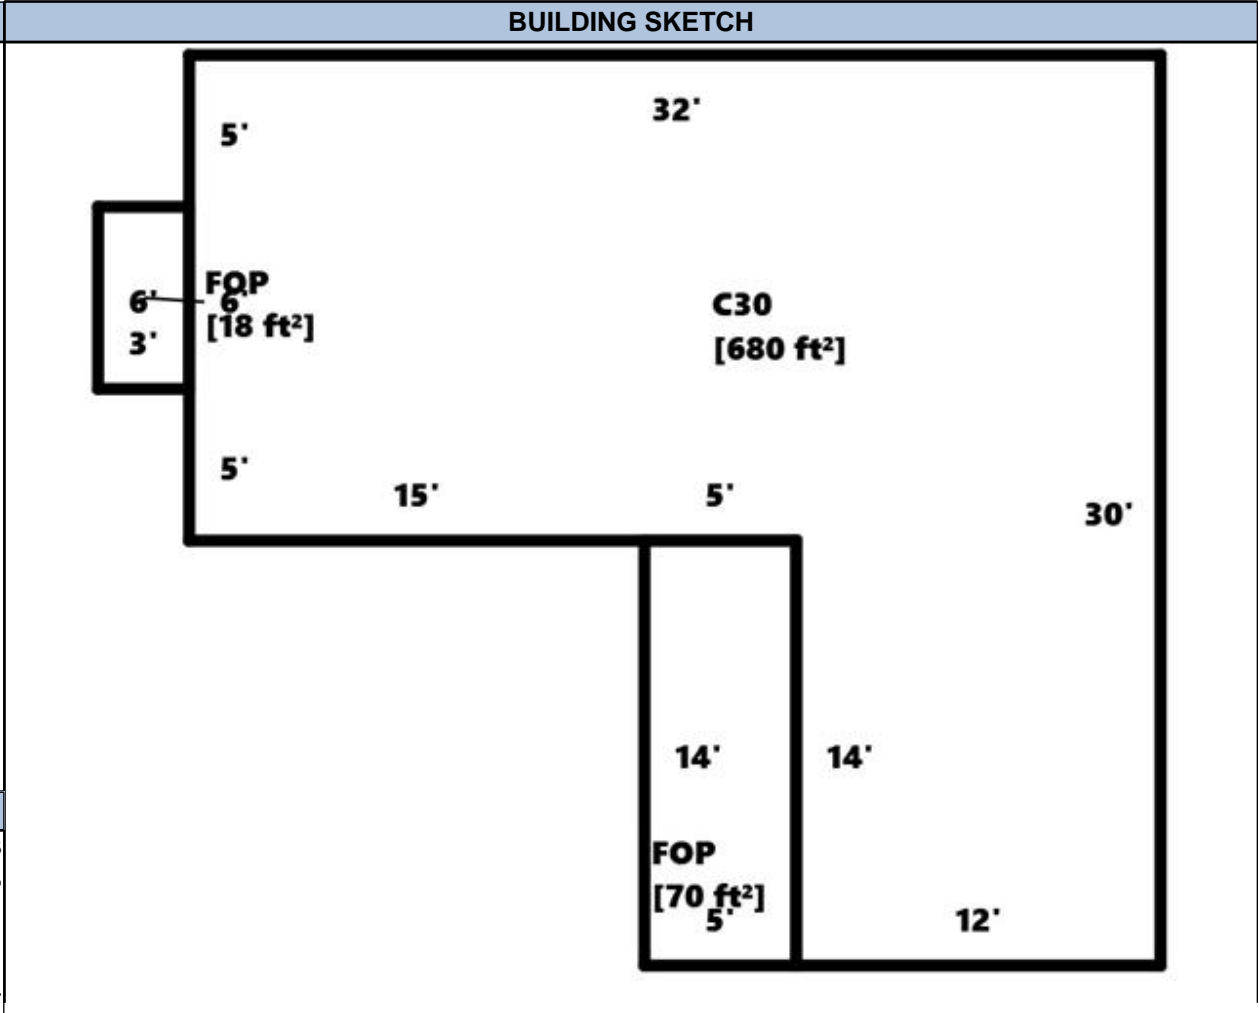 BUILDING SKETCH
32'
5'
FOP
6'
6'
[18 ft²]
3'
C30
[680 ft²]
5'
15'
5'
30'
14'
14'
FOP
[70 ft²]
5'
12'